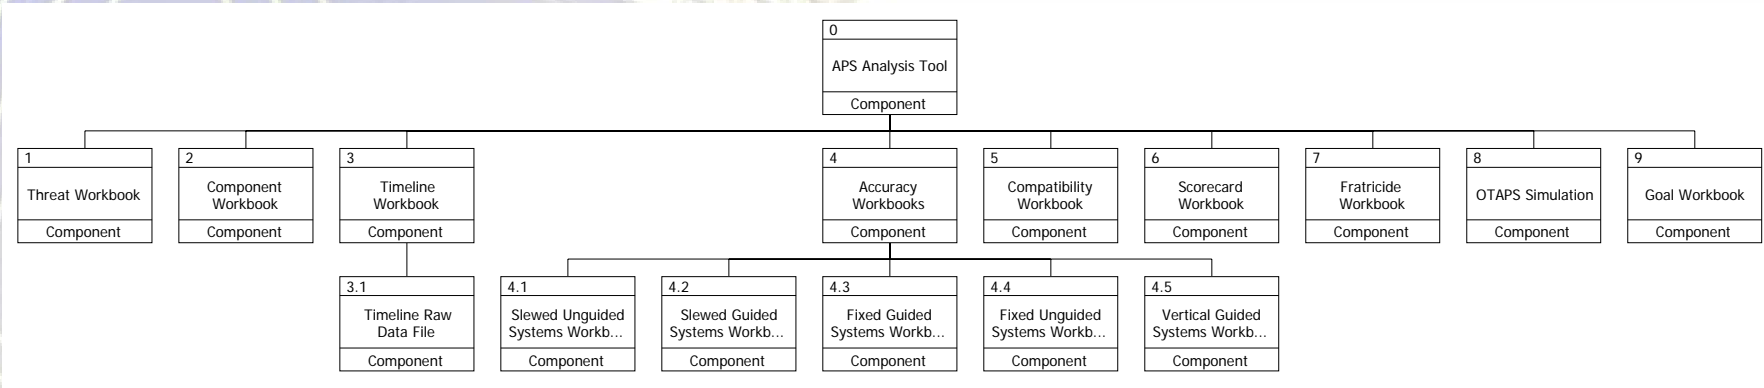 0
APS Analysis Tool
Component
1
Threat Workbook
Component
2
Component
Workbook
Component
3
Timeline
Workbook
Component
4
Accuracy
Workbooks
Component
5
Compatibility
Workbook
Component
6
Scorecard
Workbook
Component
7
Fratricide
Workbook
Component
8
OTAPS Simulation
Component
9
Goal Workbook
Component
3.1
Timeline Raw
Data File
Component
4.1
Slewed Unguided
Systems Workb...
Component
4.2
Slewed Guided
Systems Workb...
Component
4.3
Fixed Guided
Systems Workb...
Component
4.4
Fixed Unguided
Systems Workb...
Component
4.5
Vertical Guided
Systems Workb...
Component